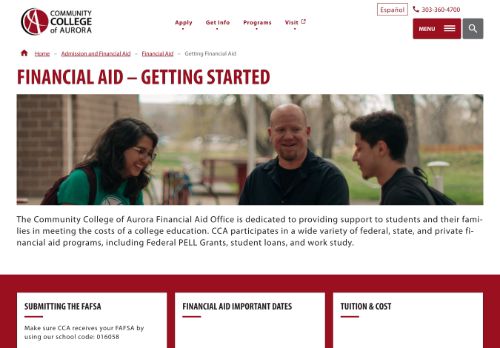 COMMUNITY
COLLEGE
of AURORA
Español
303-360-4700
Apply
Get Info
Programs
Visit
MENU
Home – Admission and Financial Aid – Financial Aid – Getting Financial Aid
FINANCIAL AID – GETTING STARTED
The Community College of Aurora Financial Aid Office is dedicated to providing support to students and their fami-
lies in meeting the costs of a college education. CCA participates in a wide variety of federal, state, and private fi-
nancial aid programs, including Federal PELL Grants, student loans, and work study.
SUBMITTING THE FAFSA
Make sure CCA receives your FAFSA by
using our school code: 016058
FINANCIAL AID IMPORTANT DATES
TUITION & COST